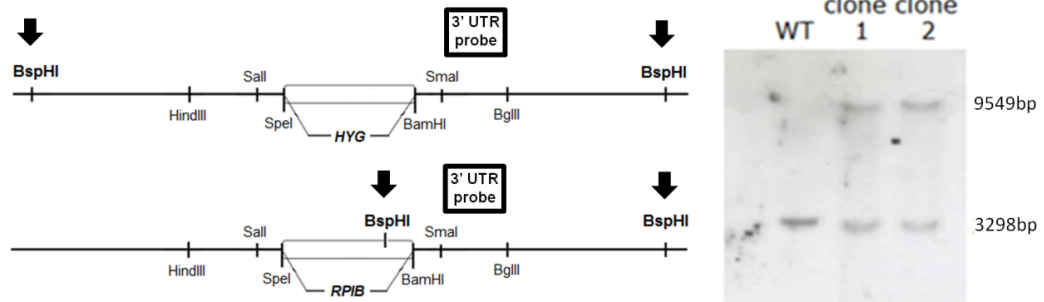 3' UTR
probe
BspHI
SalI
SmaI
BspHI
HindIII
SpeI
BamHI
BglII
HYG
3' UTR
probe
BspHI
BspHI
SalI
SmaI
HindIII
SpeI
BamHI
BglII
RPIB
clone clone
WT 1 2
9549bp
3298bp